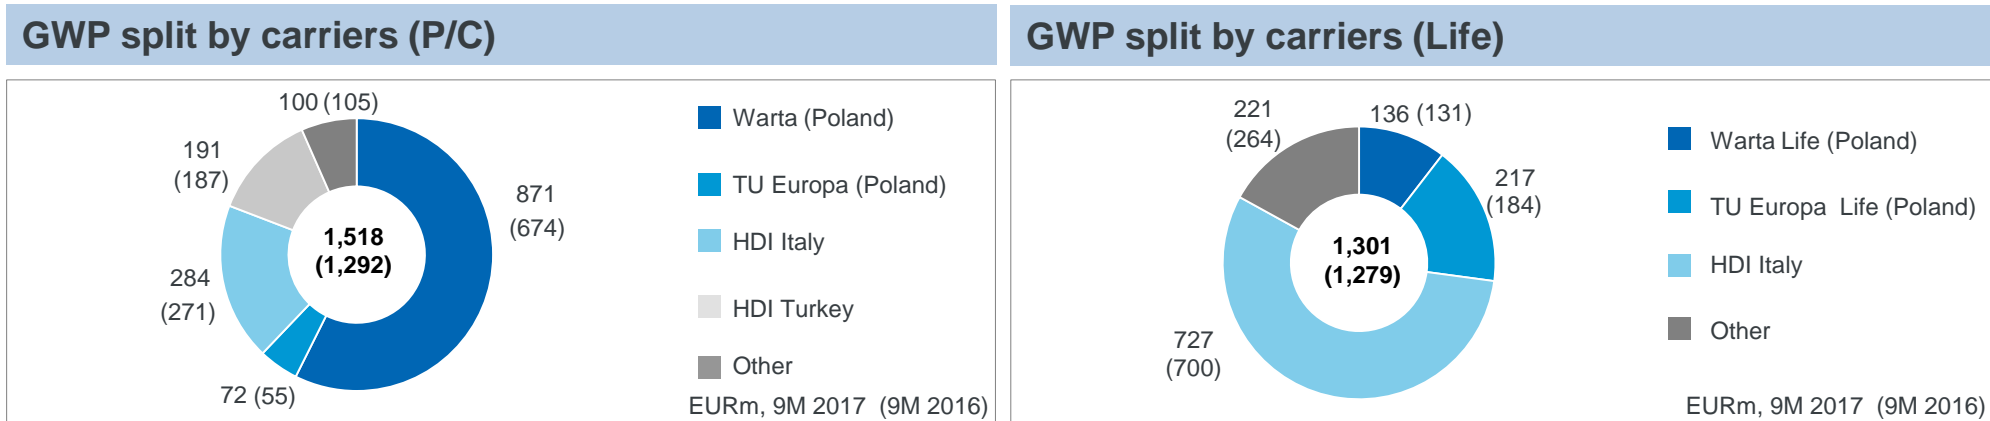 GWP split by carriers (P/C)
100 (105)
191
(187)
871
(674)
1,518
(1,292)
284
(271)
72 (55)
Warta (Poland)
TU Europa (Poland)
HDI Italy
HDI Turkey
Other
EURm, 9M 2017 (9M 2016)
GWP split by carriers (Life)
221
(264)
136 (131)
217
(184)
1,301
(1,279)
727
(700)
Warta Life (Poland)
TU Europa Life (Poland)
HDI Italy
Other
EURm, 9M 2017 (9M 2016)